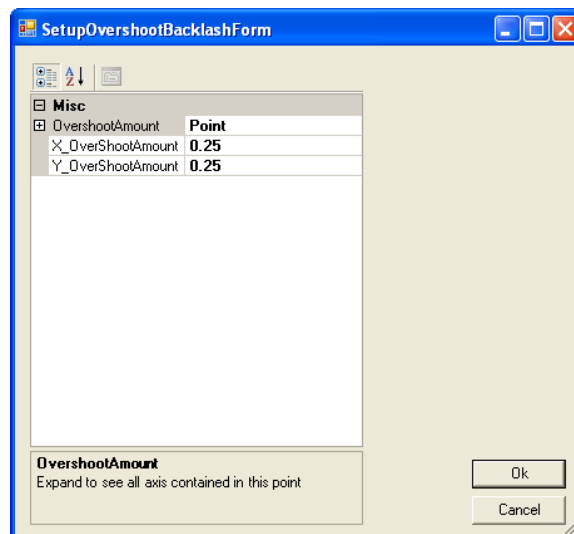 SetupOvershootBacklashForm
Misc
OvershootAmount Point
X_OverShootAmount 0.25
Y_OverShootAmount 0.25
OvershootAmount
Expand to see all axis contained in this point
Ok
Cancel